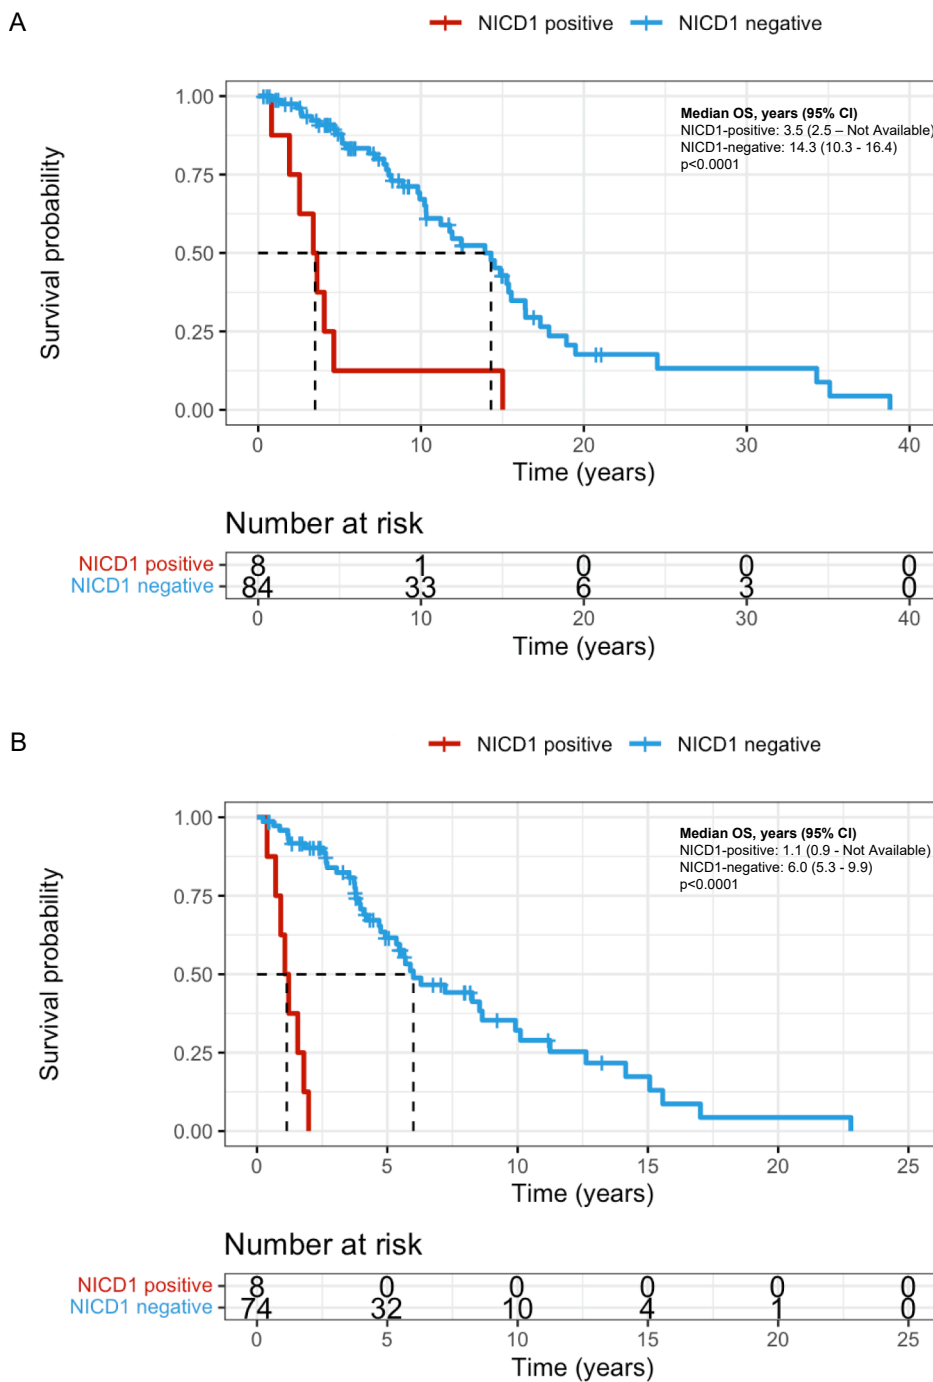 A
NICD1 positive NICD1 negative
Median OS, years (95% CI)
NICD1-positive: 3.5 (2.5 – Not Available)
NICD1-negative: 14.3 (10.3 - 16.4)
p<0.0001
Survival probability
1.00
0.75
0.50
0.25
0.00
0 10 20 30 40
Time (years)
Number at risk
NICD1 positive 8 1 0 0 0
NICD1 negative 84 33 6 3 0
0 10 20 30 40
Time (years)
B
NICD1 positive NICD1 negative
Median OS, years (95% CI)
NICD1-positive: 1.1 (0.9 - Not Available)
NICD1-negative: 6.0 (5.3 - 9.9)
p<0.0001
Survival probability
1.00
0.75
0.50
0.25
0.00
0 5 10 15 20 25
Time (years)
Number at risk
NICD1 positive 8 0 0 0 0 0
NICD1 negative 74 32 10 4 1 0
0 5 10 15 20 25
Time (years)